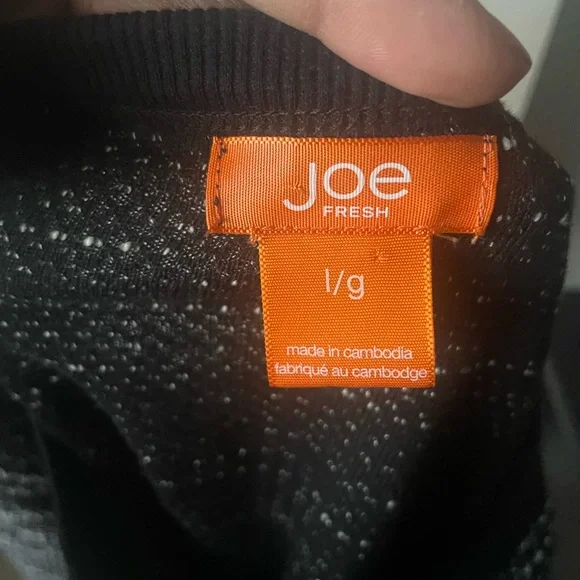 joe
FRESH
l/g
made in cambodia
fabriqué au cambodge